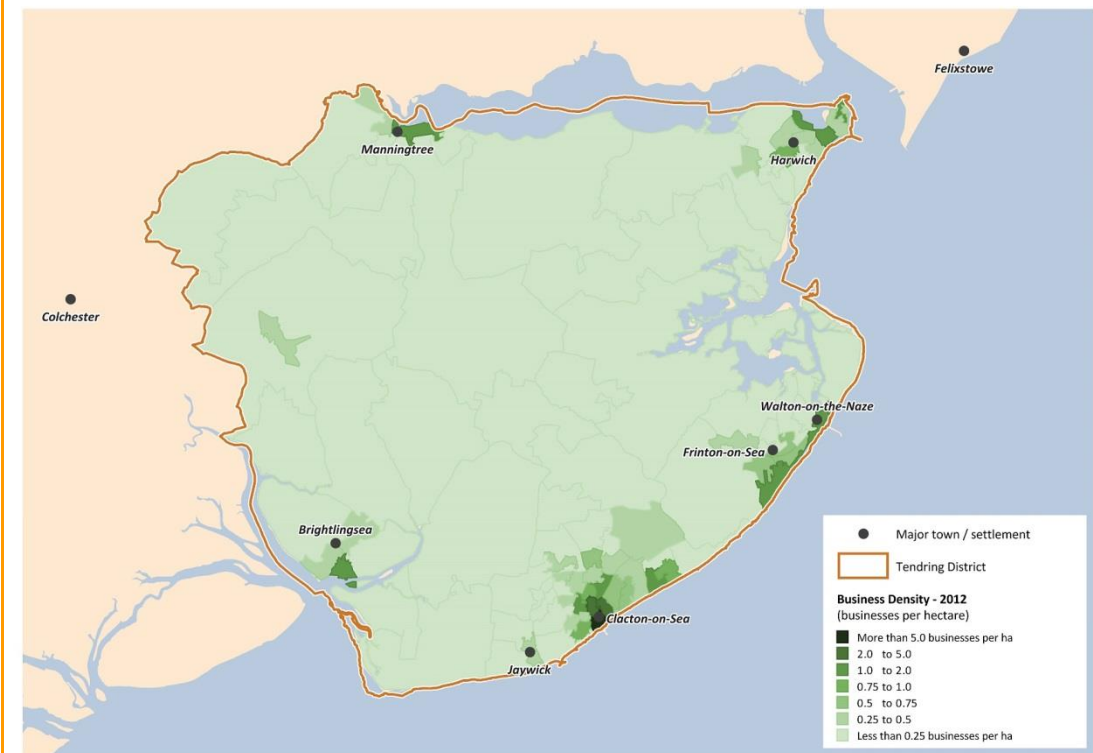 Felixstowe
Manningtree
Harwich
Colchester
Walton-on-the-Naze
Frinton-on-Sea
Brightlingsea
Clacton-on-Sea
Jaywick
Major town / settlement
Tendring District
Business Density - 2012
(businesses per hectare)
More than 5.0 businesses per ha
2.0 to 5.0
1.0 to 2.0
0.75 to 1.0
0.5 to 0.75
0.25 to 0.5
Less than 0.25 businesses per ha